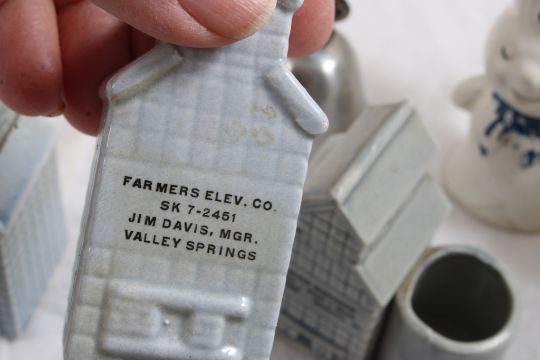 FARMERS ELEV. CO.
SK 7-2451
JIM DAVIS, MGR.
VALLEY SPRINGS